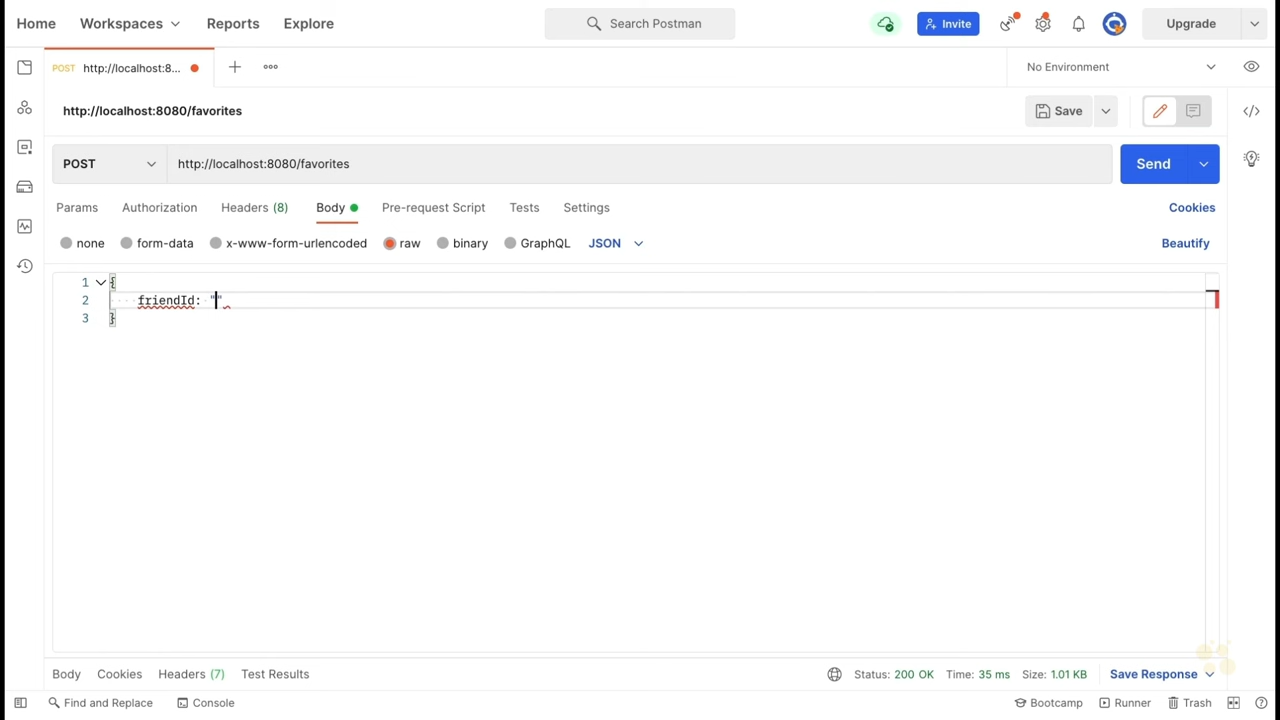 Home Workspaces Reports Explore Search Postman Invite Upgrade
POST http://localhost:8... No Environment
http://localhost:8080/favorites Save
POST http://localhost:8080/favorites Send
Params Authorization Headers (8) Body Pre-request Script Tests Settings Cookies
none form-data x-www-form-urlencoded raw binary GraphQL JSON Beautify
1 {
2 friendId: ""
3 }
Body Cookies Headers (7) Test Results Status: 200 OK Time: 35 ms Size: 1.01 KB Save Response
Find and Replace Console Bootcamp Runner Trash